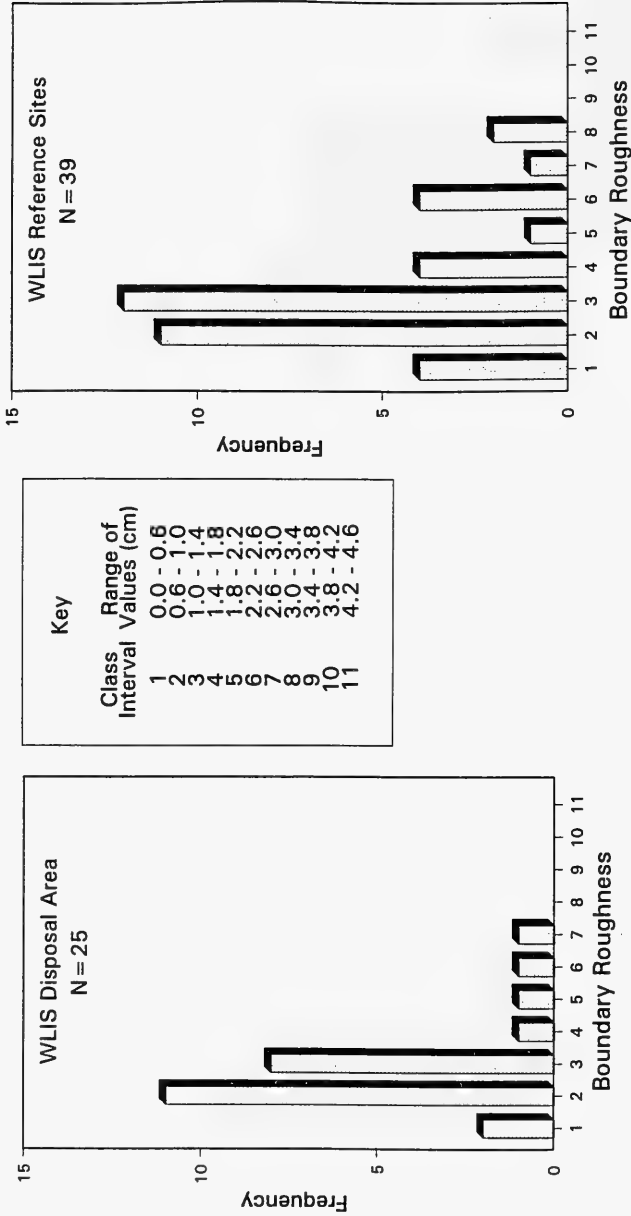 WLIS Disposal Area
N = 25
Frequency
15
10
5
0
1 2 3 4 5 6 7 8 9 10 11
Boundary Roughness
Key
Class Range of
Interval Values (cm)
1 0.0 - 0.6
2 0.6 - 1.0
3 1.0 - 1.4
4 1.4 - 1.8
5 1.8 - 2.2
6 2.2 - 2.6
7 2.6 - 3.0
8 3.0 - 3.4
9 3.4 - 3.8
10 3.8 - 4.2
11 4.2 - 4.6
WLIS Reference Sites
N = 39
Frequency
15
10
5
0
1 2 3 4 5 6 7 8 9 10 11
Boundary Roughness